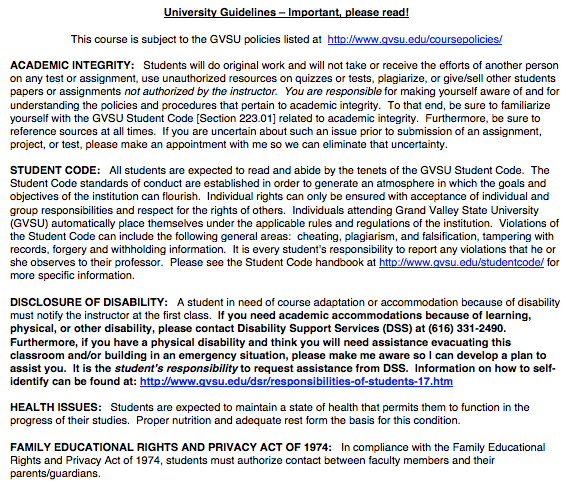 University Guidelines – Important, please read!
This course is subject to the GVSU policies listed at http://www.gvsu.edu/coursepolicies/
ACADEMIC INTEGRITY: Students will do original work and will not take or receive the efforts of another person
on any test or assignment, use unauthorized resources on quizzes or tests, plagiarize, or give/sell other students
papers or assignments not authorized by the instructor. You are responsible for making yourself aware of and for
understanding the policies and procedures that pertain to academic integrity. To that end, be sure to familiarize
yourself with the GVSU Student Code [Section 223.01] related to academic integrity. Furthermore, be sure to
reference sources at all times. If you are uncertain about such an issue prior to submission of an assignment,
project, or test, please make an appointment with me so we can eliminate that uncertainty.
STUDENT CODE: All students are expected to read and abide by the tenets of the GVSU Student Code. The
Student Code standards of conduct are established in order to generate an atmosphere in which the goals and
objectives of the institution can flourish. Individual rights can only be ensured with acceptance of individual and
group responsibilities and respect for the rights of others. Individuals attending Grand Valley State University
(GVSU) automatically place themselves under the applicable rules and regulations of the institution. Violations of
the Student Code can include the following general areas: cheating, plagiarism, and falsification, tampering with
records, forgery and withholding information. It is every student's responsibility to report any violations that he or
she observes to their professor. Please see the Student Code handbook at http://www.gvsu.edu/studentcode/ for
more specific information.
DISCLOSURE OF DISABILITY: A student in need of course adaptation or accommodation because of disability
must notify the instructor at the first class. If you need academic accommodations because of learning,
physical, or other disability, please contact Disability Support Services (DSS) at (616) 331-2490.
Furthermore, if you have a physical disability and think you will need assistance evacuating this
classroom and/or building in an emergency situation, please make me aware so I can develop a plan to
assist you. It is the student's responsibility to request assistance from DSS. Information on how to self-
identify can be found at: http://www.gvsu.edu/dsr/responsibilities-of-students-17.htm
HEALTH ISSUES: Students are expected to maintain a state of health that permits them to function in the
progress of their studies. Proper nutrition and adequate rest form the basis for this condition.
FAMILY EDUCATIONAL RIGHTS AND PRIVACY ACT OF 1974: In compliance with the Family Educational
Rights and Privacy Act of 1974, students must authorize contact between faculty members and their
parents/guardians.